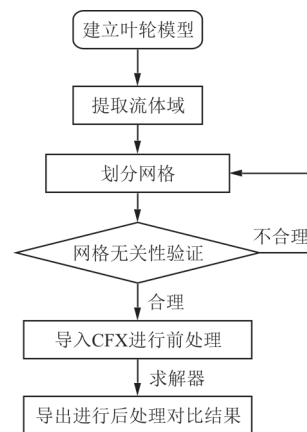 建立叶轮模型
提取流体域
划分网格
网格无关性验证
不合理
合理
导入CFX进行前处理
求解器
导出进行后处理对比结果